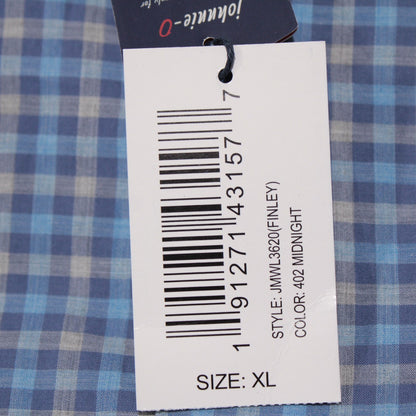 johnnie-O
1 91271 43157 7
STYLE: JMWL3620(FINLEY)
COLOR: 402 MIDNIGHT
SIZE: XL